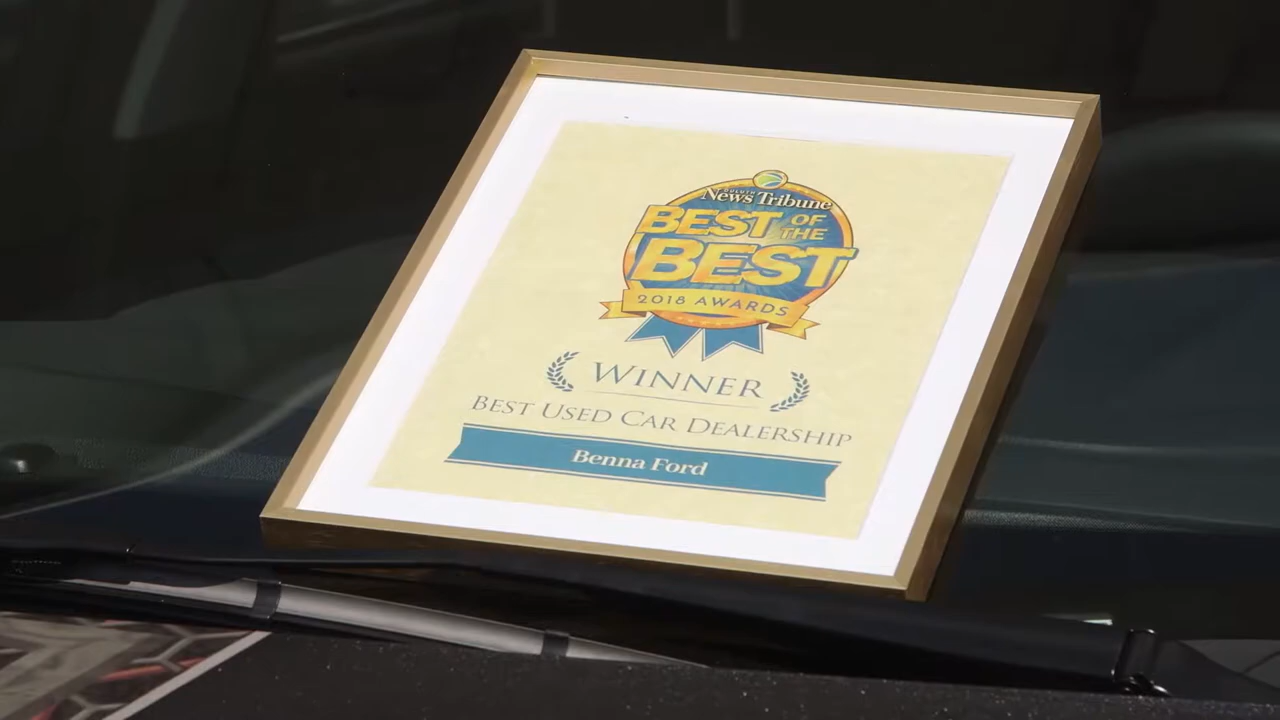 DULUTH
News Tribune
BEST OF THE
BEST
2018 AWARDS
WINNER
BEST USED CAR DEALERSHIP
Benna Ford